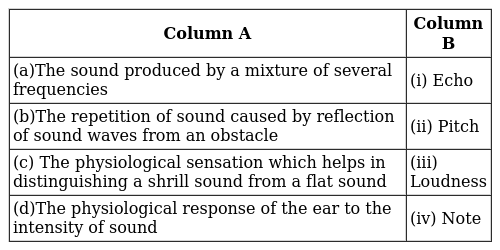 Column A
Column
B
(a)The sound produced by a mixture of several
frequencies
(i) Echo
(b)The repetition of sound caused by reflection
of sound waves from an obstacle
(ii) Pitch
(c) The physiological sensation which helps in
distinguishing a shrill sound from a flat sound
(iii)
Loudness
(d)The physiological response of the ear to the
intensity of sound
(iv) Note